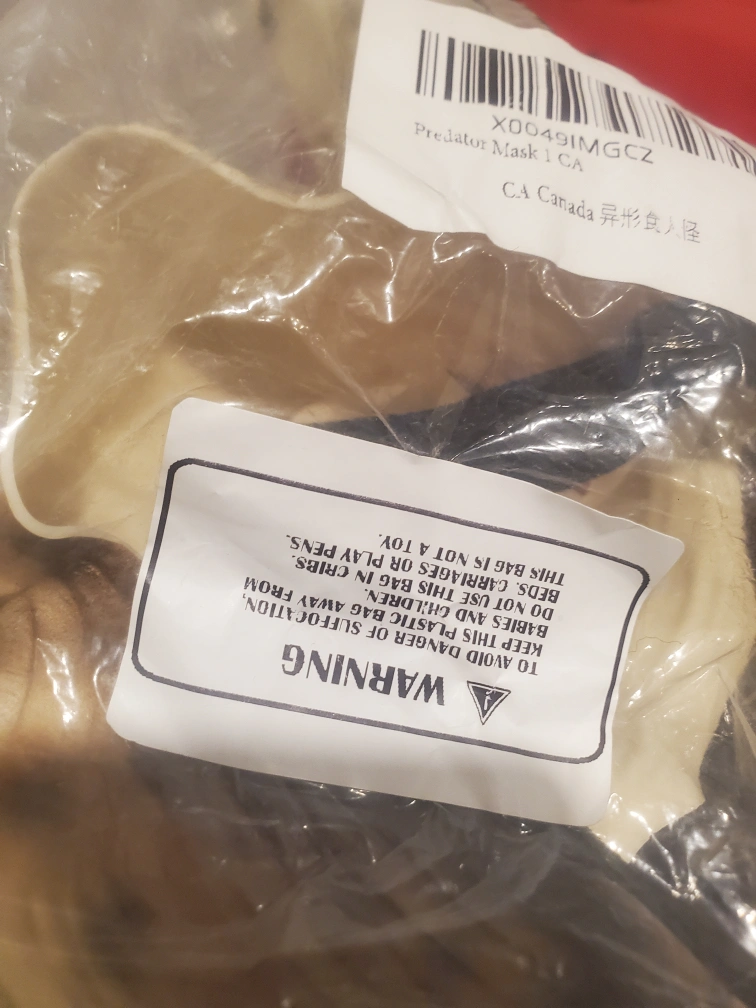 X0049IMGCZ
Predator Mask 1 CA
CA Canada 异形食人怪
WARNING
TO AVOID DANGER OF SUFFOCATION,
KEEP THIS PLASTIC BAG AWAY FROM
BABIES AND CHILDREN.
DO NOT USE THIS BAG IN CRIBS.
BEDS. CARRIAGES OR PLAY PENS.
THIS BAG IS NOT A TOY.